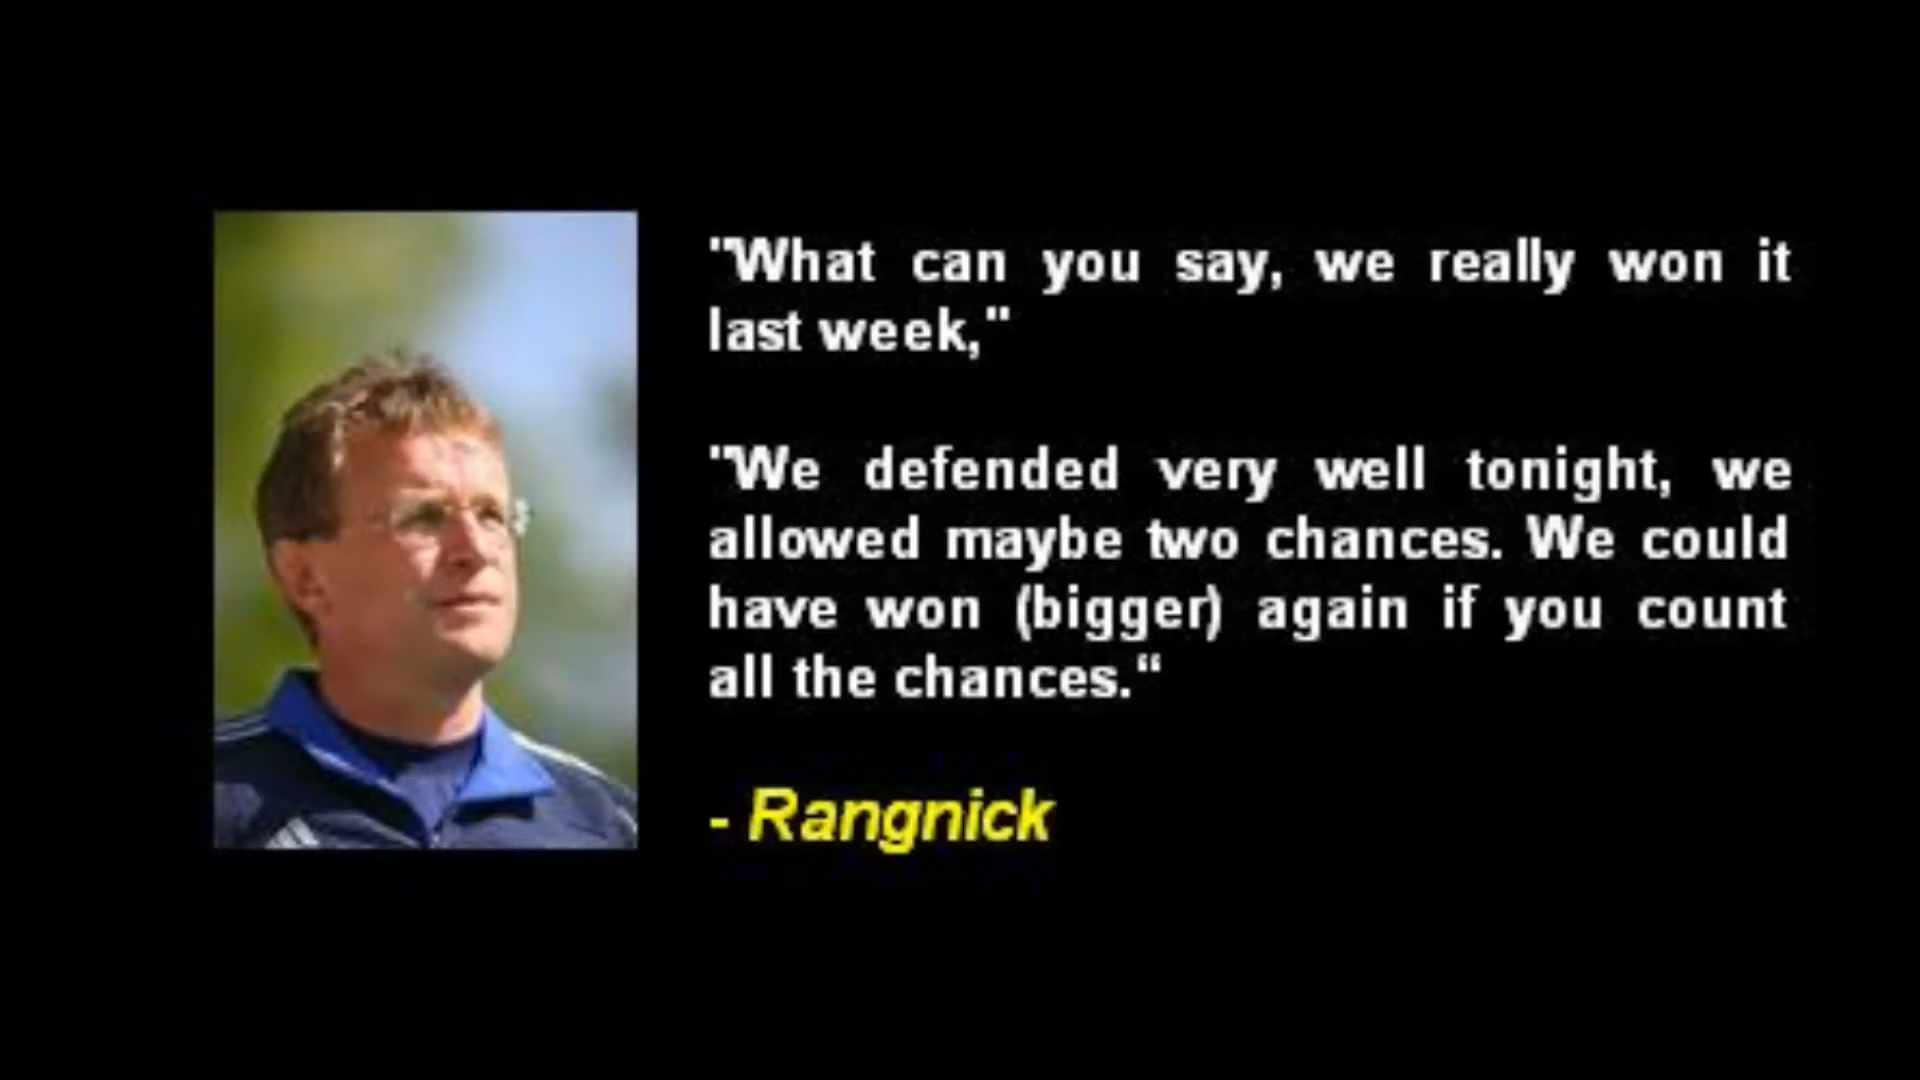 "What can you say, we really won it
last week,"
"We defended very well tonight, we
allowed maybe two chances. We could
have won (bigger) again if you count
all the chances.“
- Rangnick